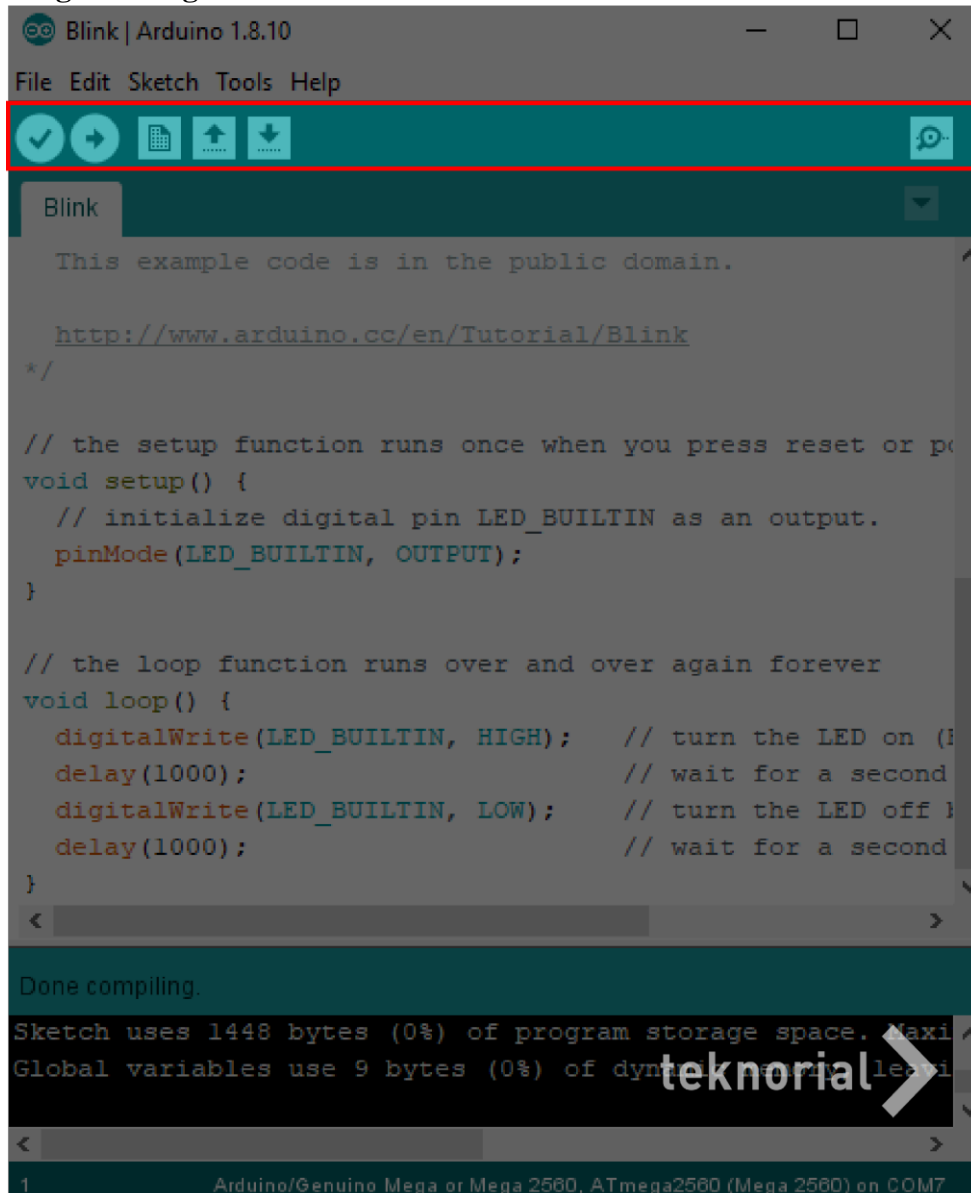 Blink | Arduino 1.8.10
File Edit Sketch Tools Help
Blink
This example code is in the public domain.
http://www.arduino.cc/en/Tutorial/Blink
*/
// the setup function runs once when you press reset or
void setup() {
// initialize digital pin LED_BUILTIN as an output.
pinMode(LED_BUILTIN, OUTPUT);
}
// the loop function runs over and over again forever
void loop() {
digitalWrite(LED_BUILTIN, HIGH); // turn the LED on
delay(1000); // wait for a second
digitalWrite(LED_BUILTIN, LOW); // turn the LED off
delay(1000); // wait for a second
}
Done compiling.
Sketch uses 1448 bytes (0%) of program storage space. Maxi
Global variables use 9 bytes (0%) of
teknorial
1 Arduino/Genuino Mega or Mega 2560, ATmega2560 (Mega 2560) on COM7